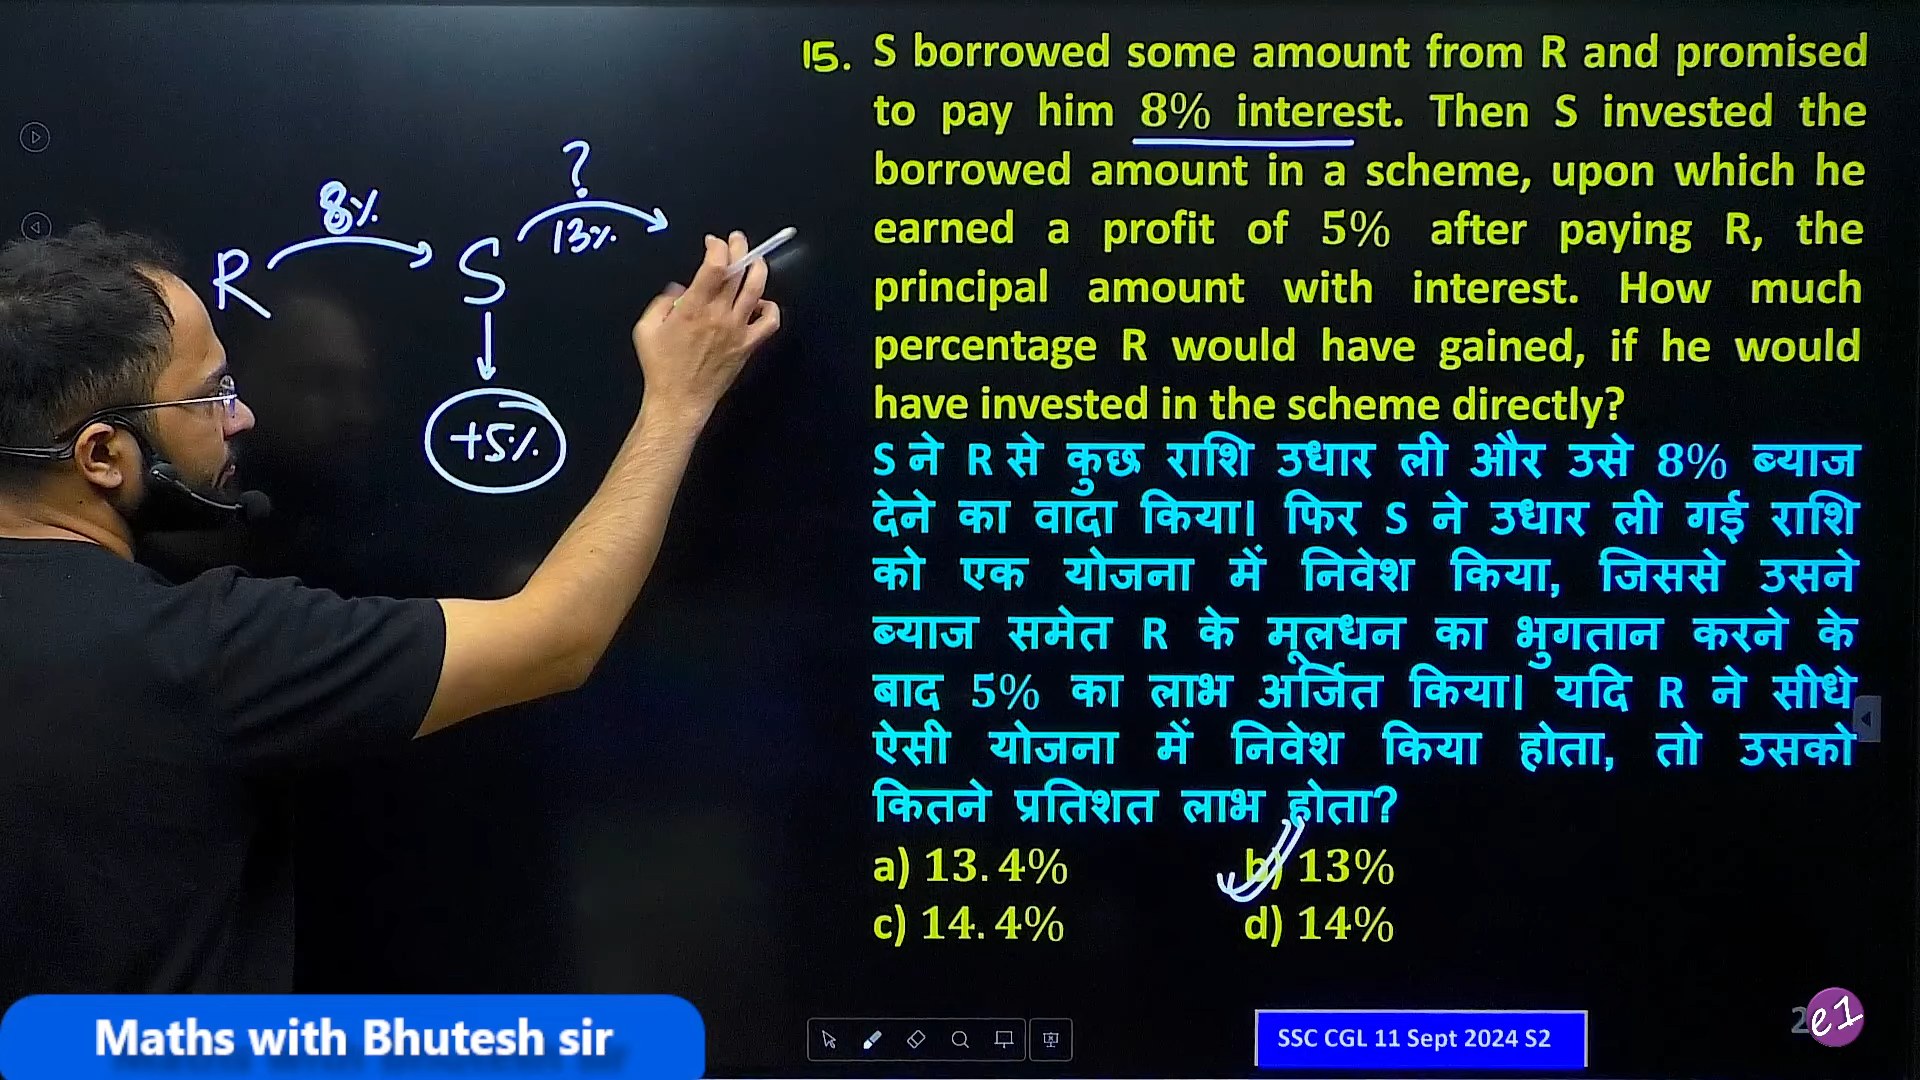 15. S borrowed some amount from R and promised
to pay him 8% interest. Then S invested the
borrowed amount in a scheme, upon which he
earned a profit of 5% after paying R, the
principal amount with interest. How much
percentage R would have gained, if he would
have invested in the scheme directly?
S ने R से कुछ राशि उधार ली और उसे 8% ब्याज
देने का वादा किया। फिर S ने उधार ली गई राशि
को एक योजना में निवेश किया, जिससे उसने
ब्याज समेत R के मूलधन का भुगतान करने के
बाद 5% का लाभ अर्जित किया। यदि R ने सीधे
ऐसी योजना में निवेश किया होता, तो उसको
कितने प्रतिशत लाभ होता?
a) 13.4% b) 13%
c) 14.4% d) 14%
?
8%
13%
R S
+5%
Maths with Bhutesh sir
SSC CGL 11 Sept 2024 S2
2
e1